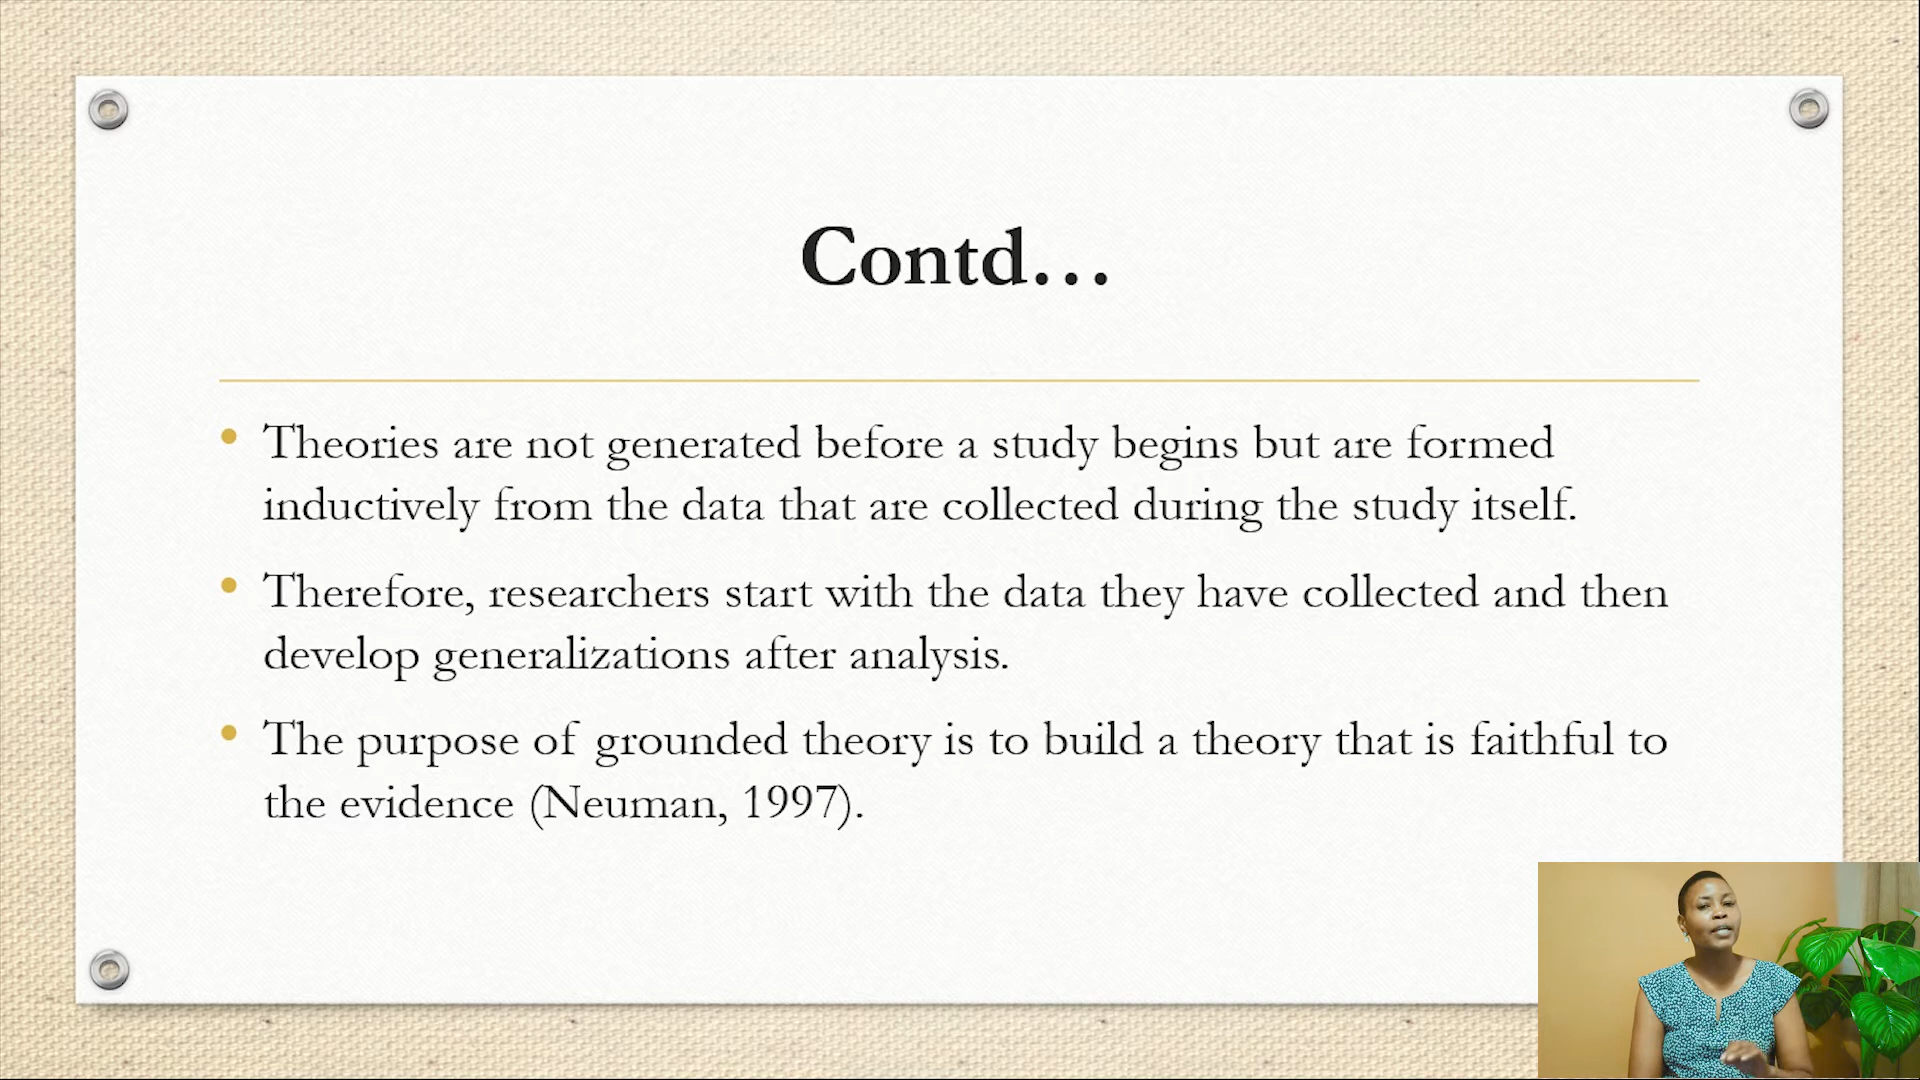 Contd…
• Theories are not generated before a study begins but are formed
inductively from the data that are collected during the study itself.
• Therefore, researchers start with the data they have collected and then
develop generalizations after analysis.
• The purpose of grounded theory is to build a theory that is faithful to
the evidence (Neuman, 1997).